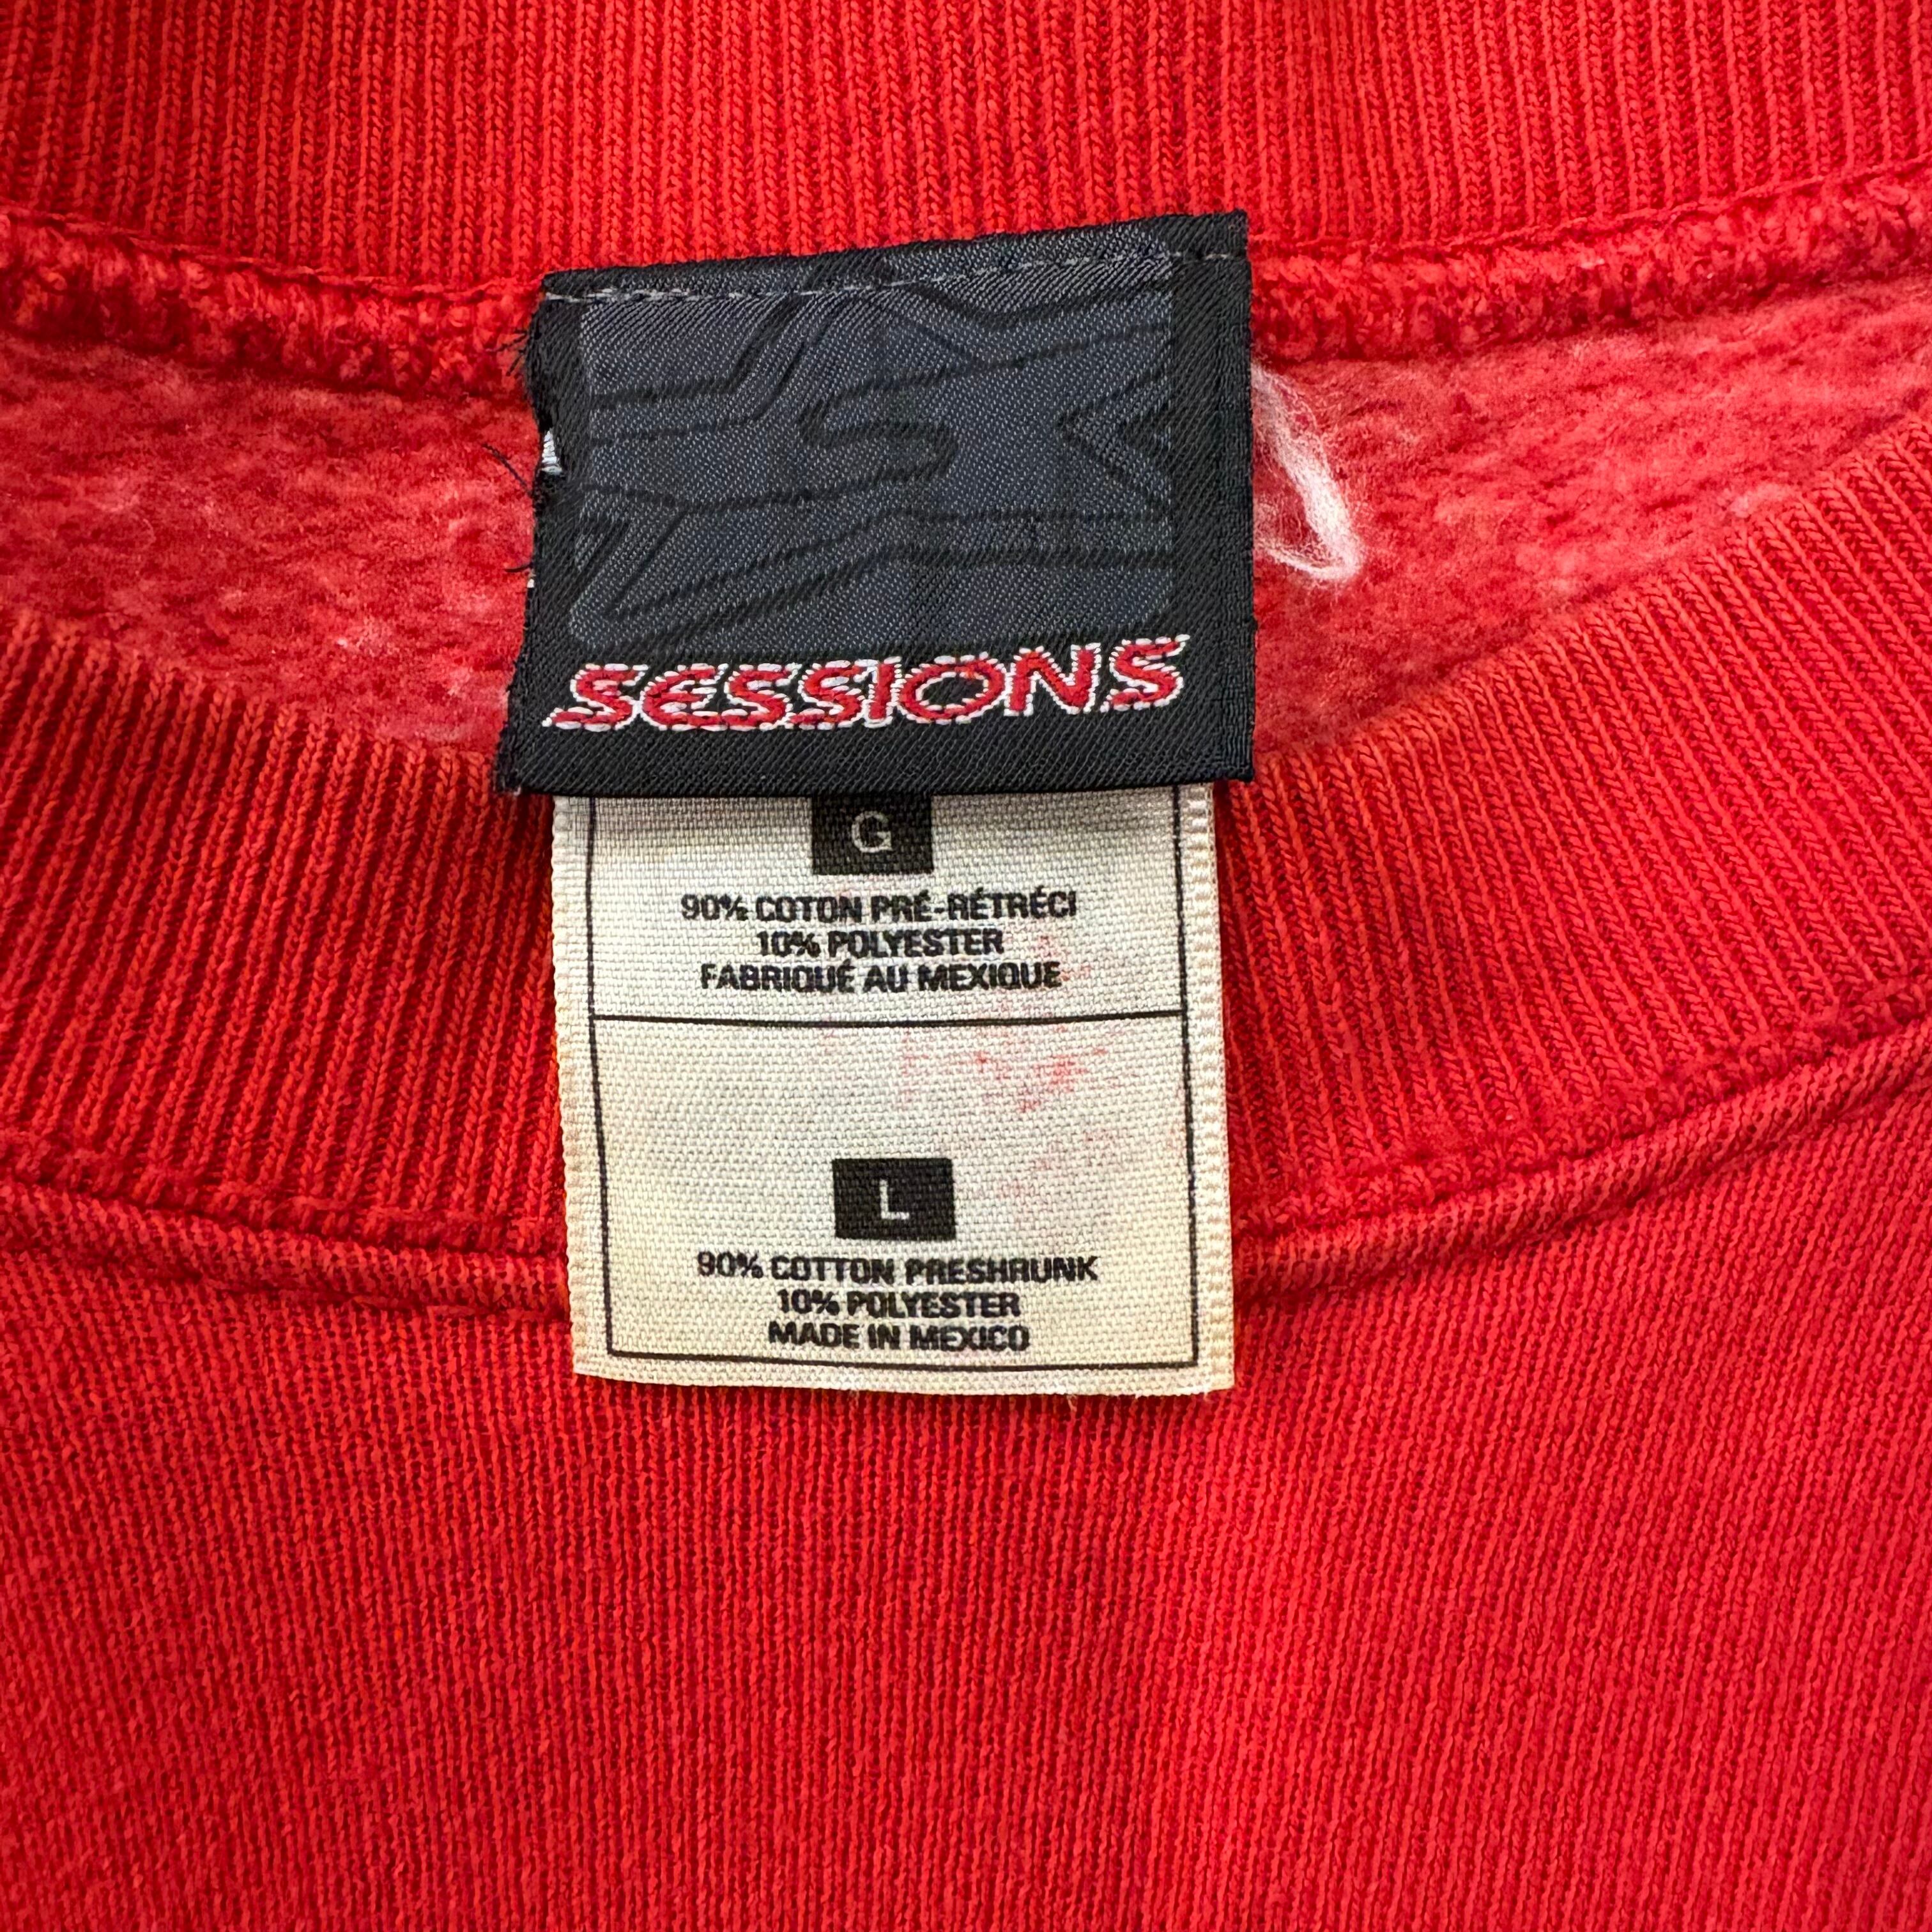 SESSIONS
G
90% COTON PRÉ-RÉTRÉCI
10% POLYESTER
FABRIQUÉ AU MEXIQUE
L
90% COTTON PRESHRUNK
10% POLYESTER
MADE IN MEXICO